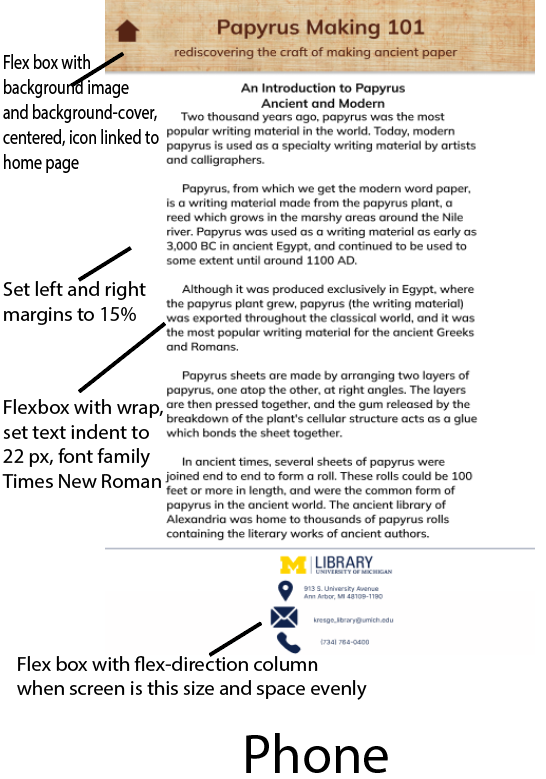 Papyrus Making 101
rediscovering the craft of making ancient paper
Flex box with
background image
and background-cover,
centered, icon linked to
home page
An Introduction to Papyrus
Ancient and Modern
Two thousand years ago, papyrus was the most
popular writing material in the world. Today, modern
papyrus is used as a specialty writing material by artists
and calligraphers.
Papyrus, from which we get the modern word paper,
is a writing material made from the papyrus plant, a
reed which grows in the marshy areas around the Nile
river. Papyrus was used as a writing material as early as
3,000 BC in ancient Egypt, and continued to be used to
some extent until around 1100 AD.
Set left and right
margins to 15%
Although it was produced exclusively in Egypt, where
the papyrus plant grew, papyrus (the writing material)
was exported throughout the classical world, and it was
the most popular writing material for the ancient Greeks
and Romans.
Papyrus sheets are made by arranging two layers of
papyrus, one atop the other, at right angles. The layers
are then pressed together, and the gum released by the
breakdown of the plant's cellular structure acts as a glue
which bonds the sheet together.
Flexbox with wrap,
set text indent to
22 px, font family
Times New Roman
In ancient times, several sheets of papyrus were
joined end to end to form a roll. These rolls could be 100
feet or more in length, and were the common form of
papyrus in the ancient world. The ancient library of
Alexandria was home to thousands of papyrus rolls
containing the literary works of ancient authors.
M LIBRARY
UNIVERSITY OF MICHIGAN
913 S. University Avenue
Ann Arbor, MI 48109-1190
kresge_library@umich.edu
(734) 764-0400
Flex box with flex-direction column
when screen is this size and space evenly
Phone